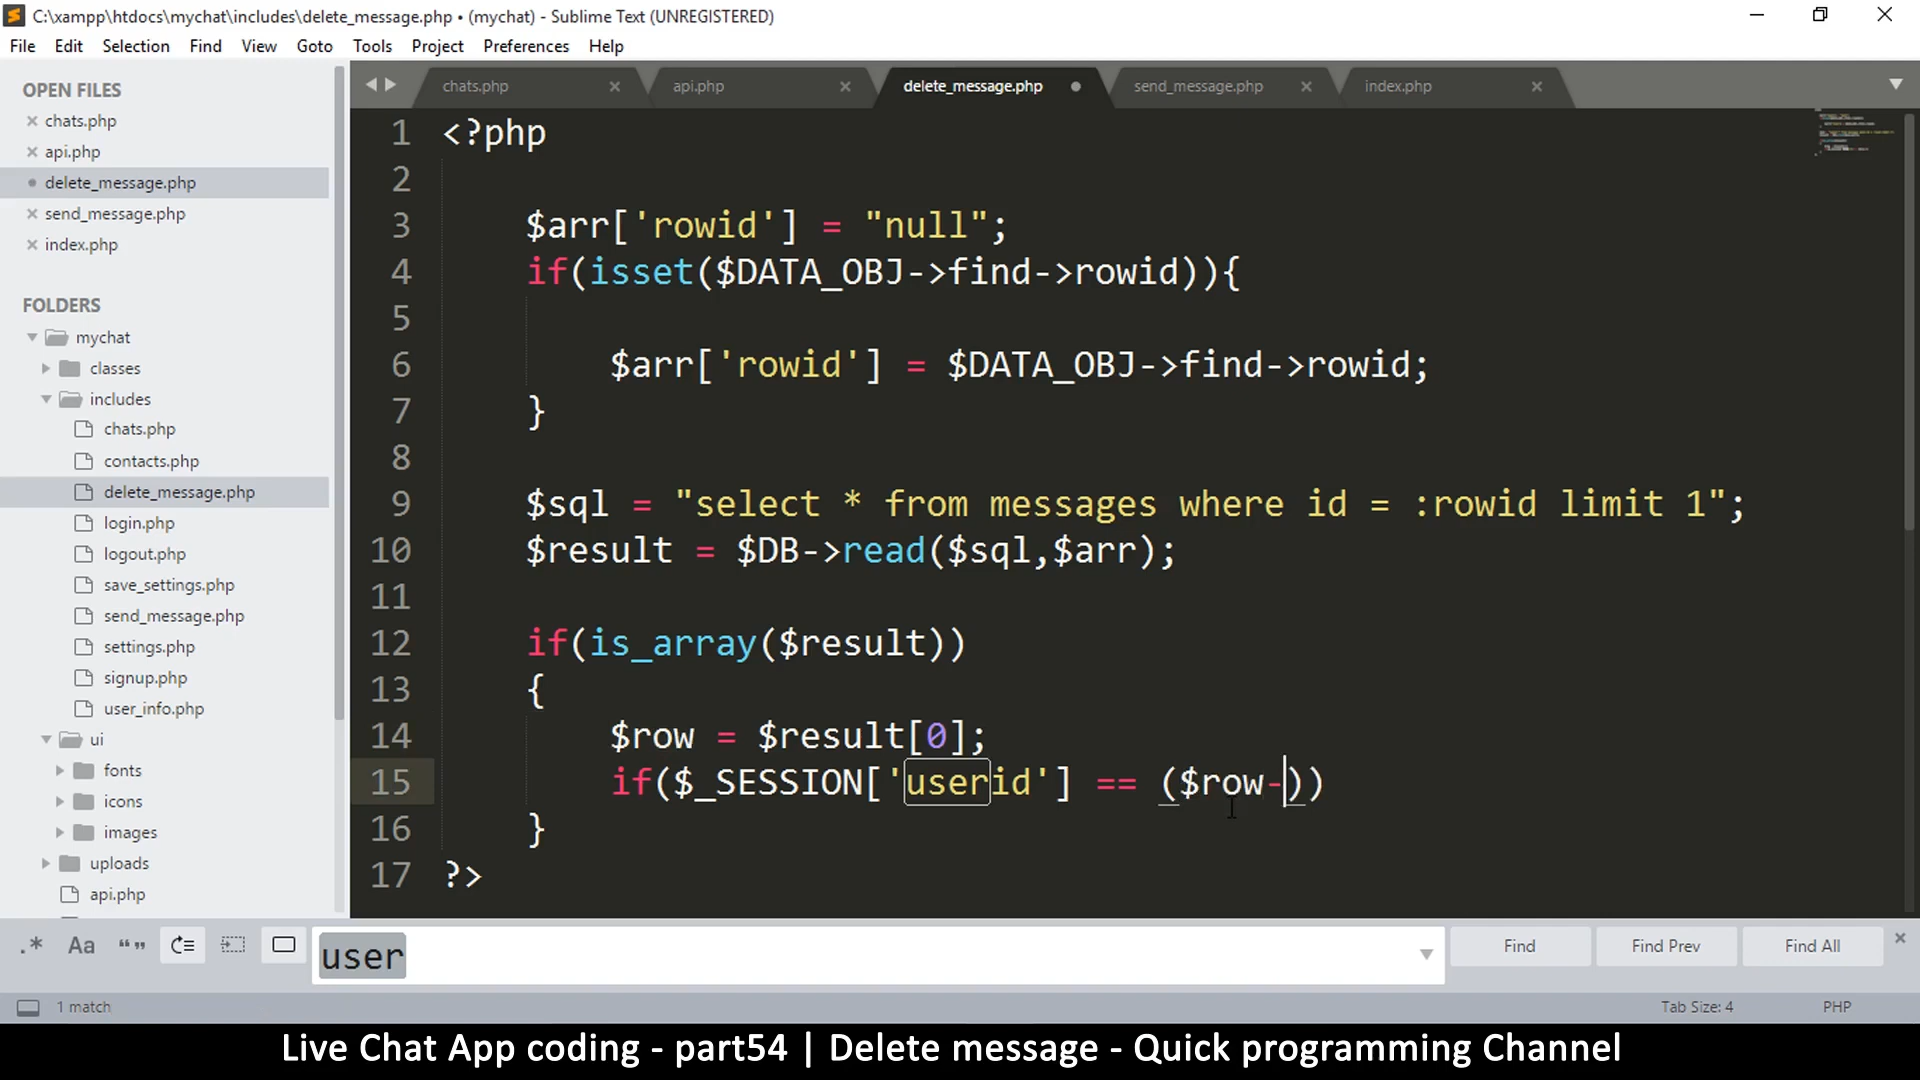 C:\xampp\htdocs\mychat\includes\delete_message.php • (mychat) - Sublime Text (UNREGISTERED)
File Edit Selection Find View Goto Tools Project Preferences Help
OPEN FILES
chats.php
api.php
delete_message.php
send_message.php
index.php
FOLDERS
mychat
classes
includes
chats.php
contacts.php
delete_message.php
login.php
logout.php
save_settings.php
send_message.php
settings.php
signup.php
user_info.php
ui
fonts
icons
images
uploads
api.php
chats.php api.php delete_message.php send_message.php index.php
1 <?php
2
3 $arr['rowid'] = "null";
4 if(isset($DATA_OBJ->find->rowid)){
5
6 $arr['rowid'] = $DATA_OBJ->find->rowid;
7 }
8
9 $sql = "select * from messages where id = :rowid limit 1";
10 $result = $DB->read($sql,$arr);
11
12 if(is_array($result))
13 {
14 $row = $result[0];
15 if($_SESSION['userid'] == ($row-))
16 }
17 ?>
.* Aa “” user Find Find Prev Find All
1 match Tab Size: 4 PHP
Live Chat App coding - part54 | Delete message - Quick programming Channel